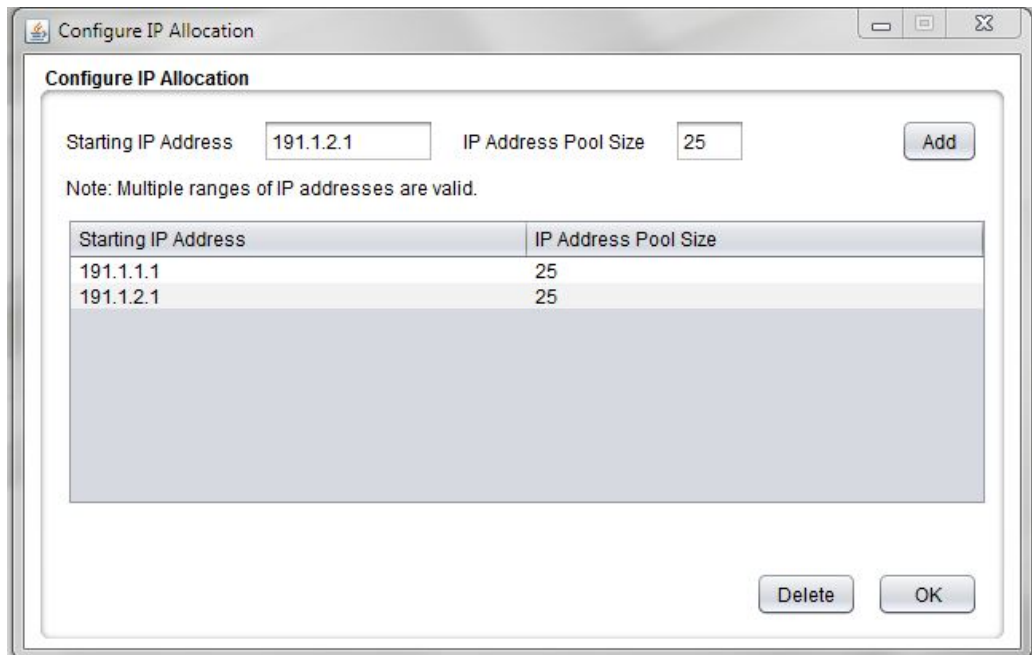 Configure IP Allocation
Configure IP Allocation
Starting IP Address 191.1.2.1 IP Address Pool Size 25 Add
Note: Multiple ranges of IP addresses are valid.
Starting IP Address IP Address Pool Size
191.1.1.1 25
191.1.2.1 25
Delete OK